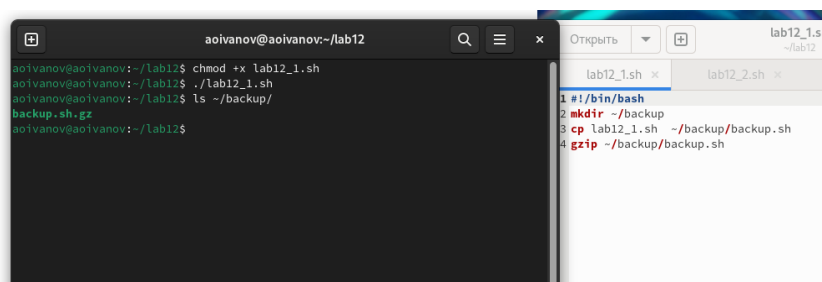 aoivanov@aoivanov:~/lab12
aoivanov@aoivanov:~/lab12$ chmod +x lab12_1.sh
aoivanov@aoivanov:~/lab12$ ./lab12_1.sh
aoivanov@aoivanov:~/lab12$ ls ~/backup/
backup.sh.gz
aoivanov@aoivanov:~/lab12$
Открыть
lab12_1.s
~/lab12
lab12_1.sh ×
lab12_2.sh ×
1 #!/bin/bash
2 mkdir ~/backup
3 cp lab12_1.sh ~/backup/backup.sh
4 gzip ~/backup/backup.sh